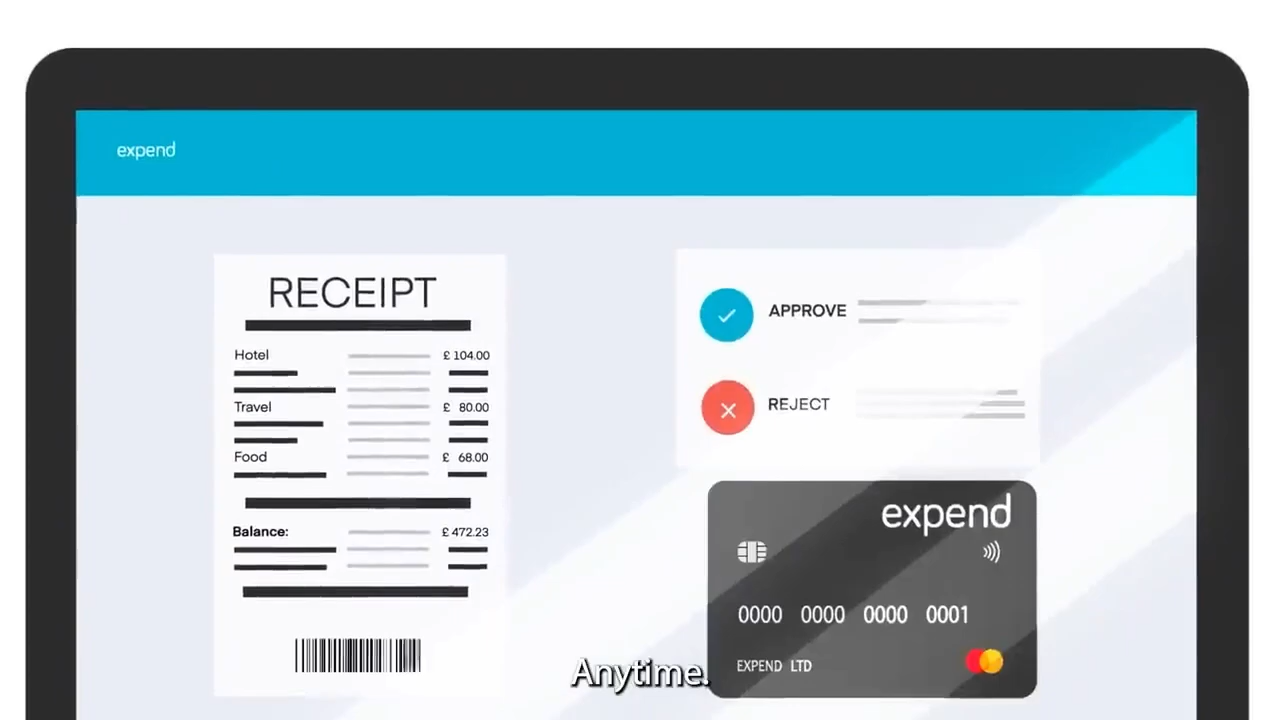 expend
RECEIPT
Hotel £ 104.00
Travel £ 80.00
Food £ 68.00
Balance: £ 472.23
APPROVE
REJECT
expend
0000 0000 0000 0001
EXPEND LTD
Anytime.